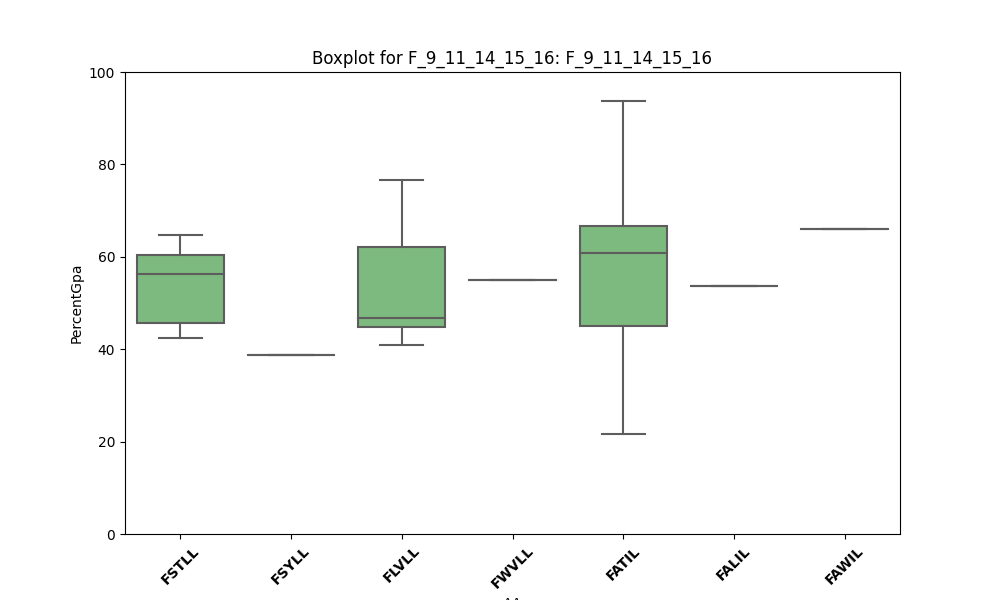 Boxplot for F_9_11_14_15_16: F_9_11_14_15_16
100
80
60
40
20
0
PercentGpa
FSTLL
FSYLL
FLVLL
FWVLL
FATIL
FALIL
FAWIL